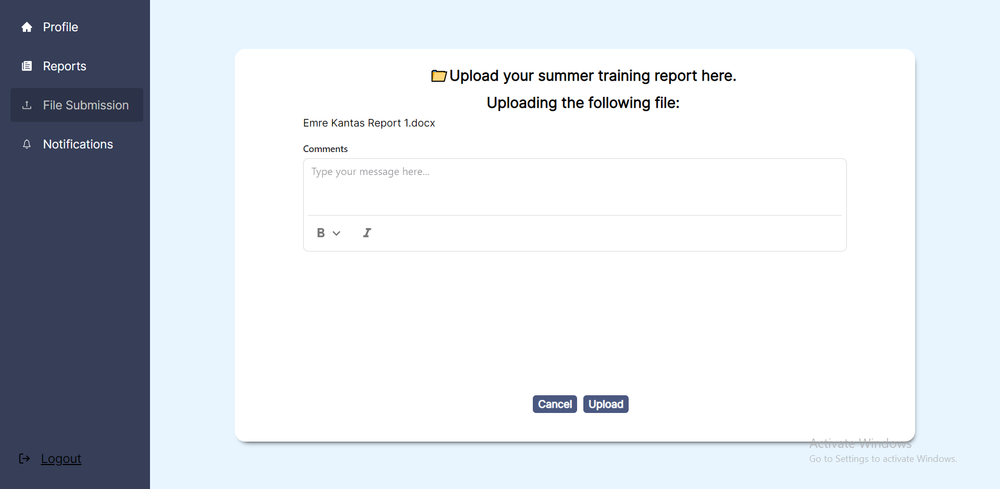 Profile
Reports
File Submission
Notifications
Logout
Upload your summer training report here.
Uploading the following file:
Emre Kantas Report 1.docx
Comments
Type your message here...
B
I
Cancel Upload
Activate Windows
Go to Settings to activate Windows.